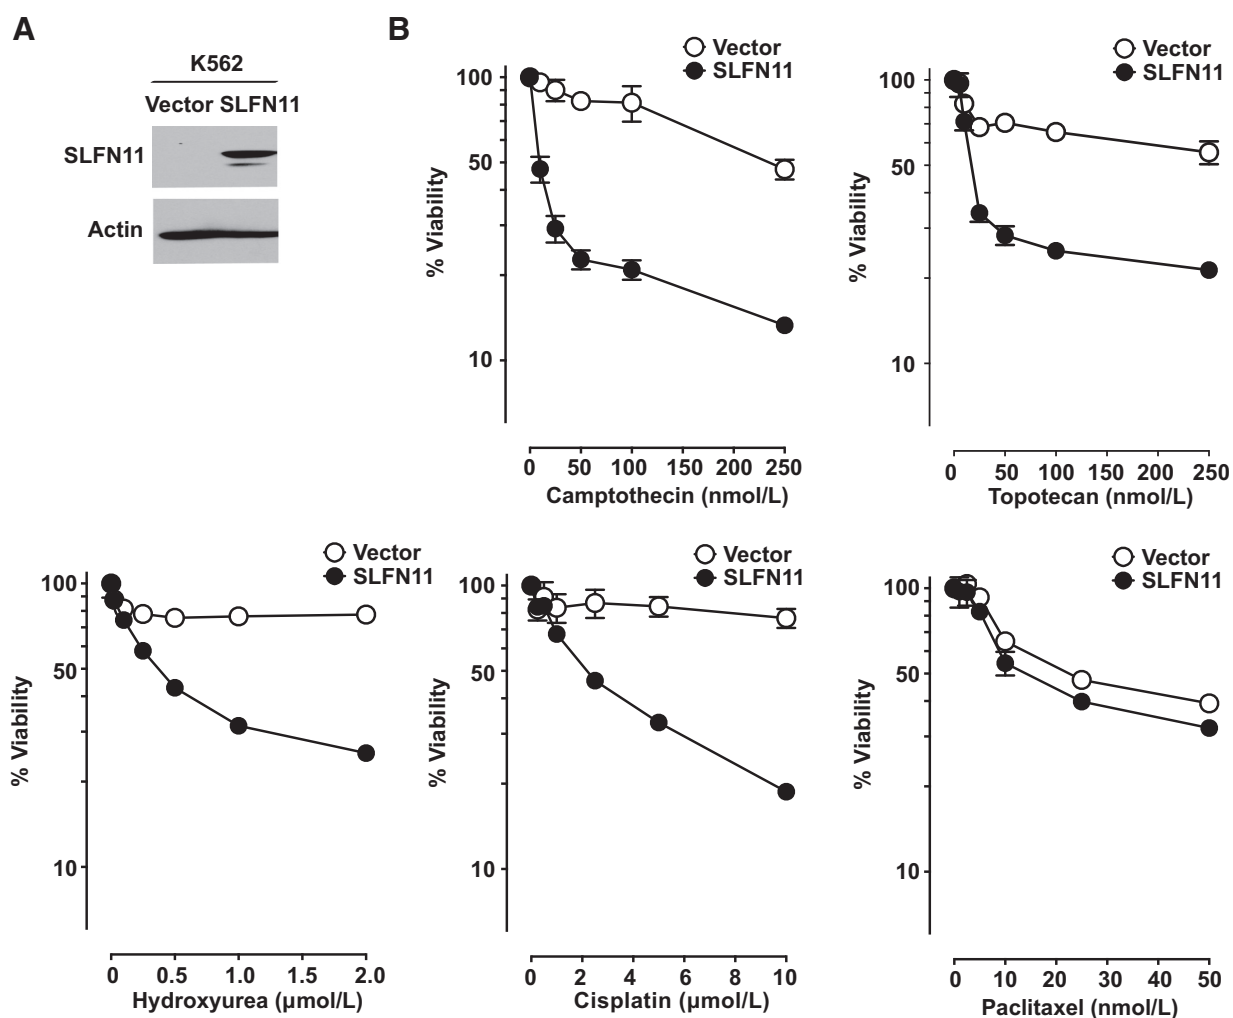 A
K562
Vector SLFN11
SLFN11
Actin
B
Vector
SLFN11
100
50
10
% Viability
0 50 100 150 200 250
Camptothecin (nmol/L)
Vector
SLFN11
100
50
10
% Viability
0 50 100 150 200 250
Topotecan (nmol/L)
Vector
SLFN11
100
50
10
% Viability
0 0.5 1.0 1.5 2.0
Hydroxyurea (µmol/L)
Vector
SLFN11
100
50
10
% Viability
0 2 4 6 8 10
Cisplatin (µmol/L)
Vector
SLFN11
100
50
10
% Viability
0 10 20 30 40 50
Paclitaxel (nmol/L)